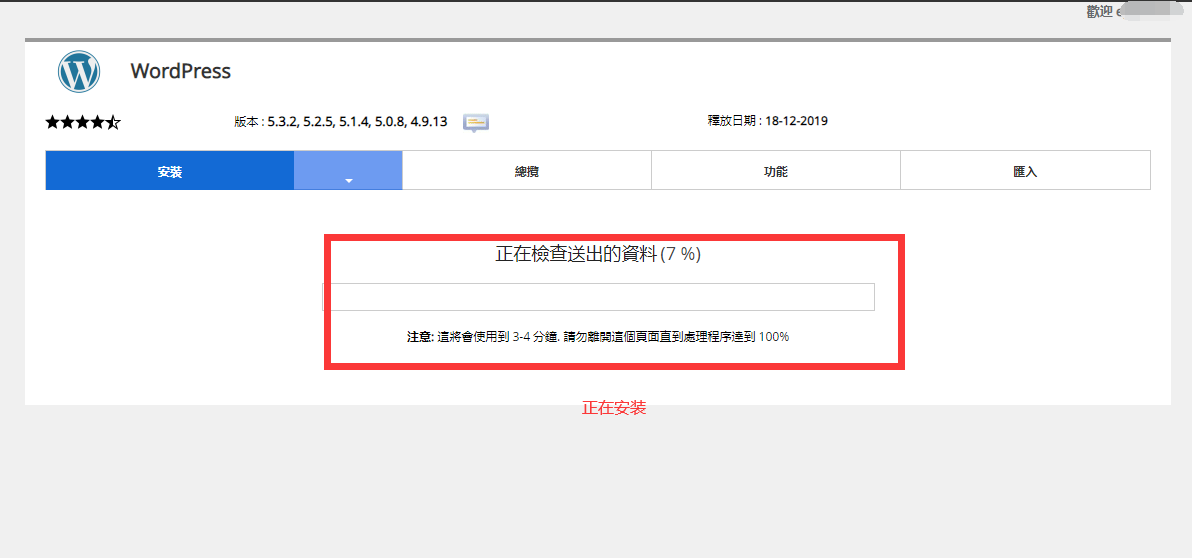 歡迎 e
WordPress
版本 : 5.3.2, 5.2.5, 5.1.4, 5.0.8, 4.9.13
釋放日期 : 18-12-2019
安裝
總攬
功能
匯入
正在檢查送出的資料 (7 %)
注意: 這將會使用到 3-4 分鐘. 請勿離開這個頁面直到處理程序達到 100%
正在安装